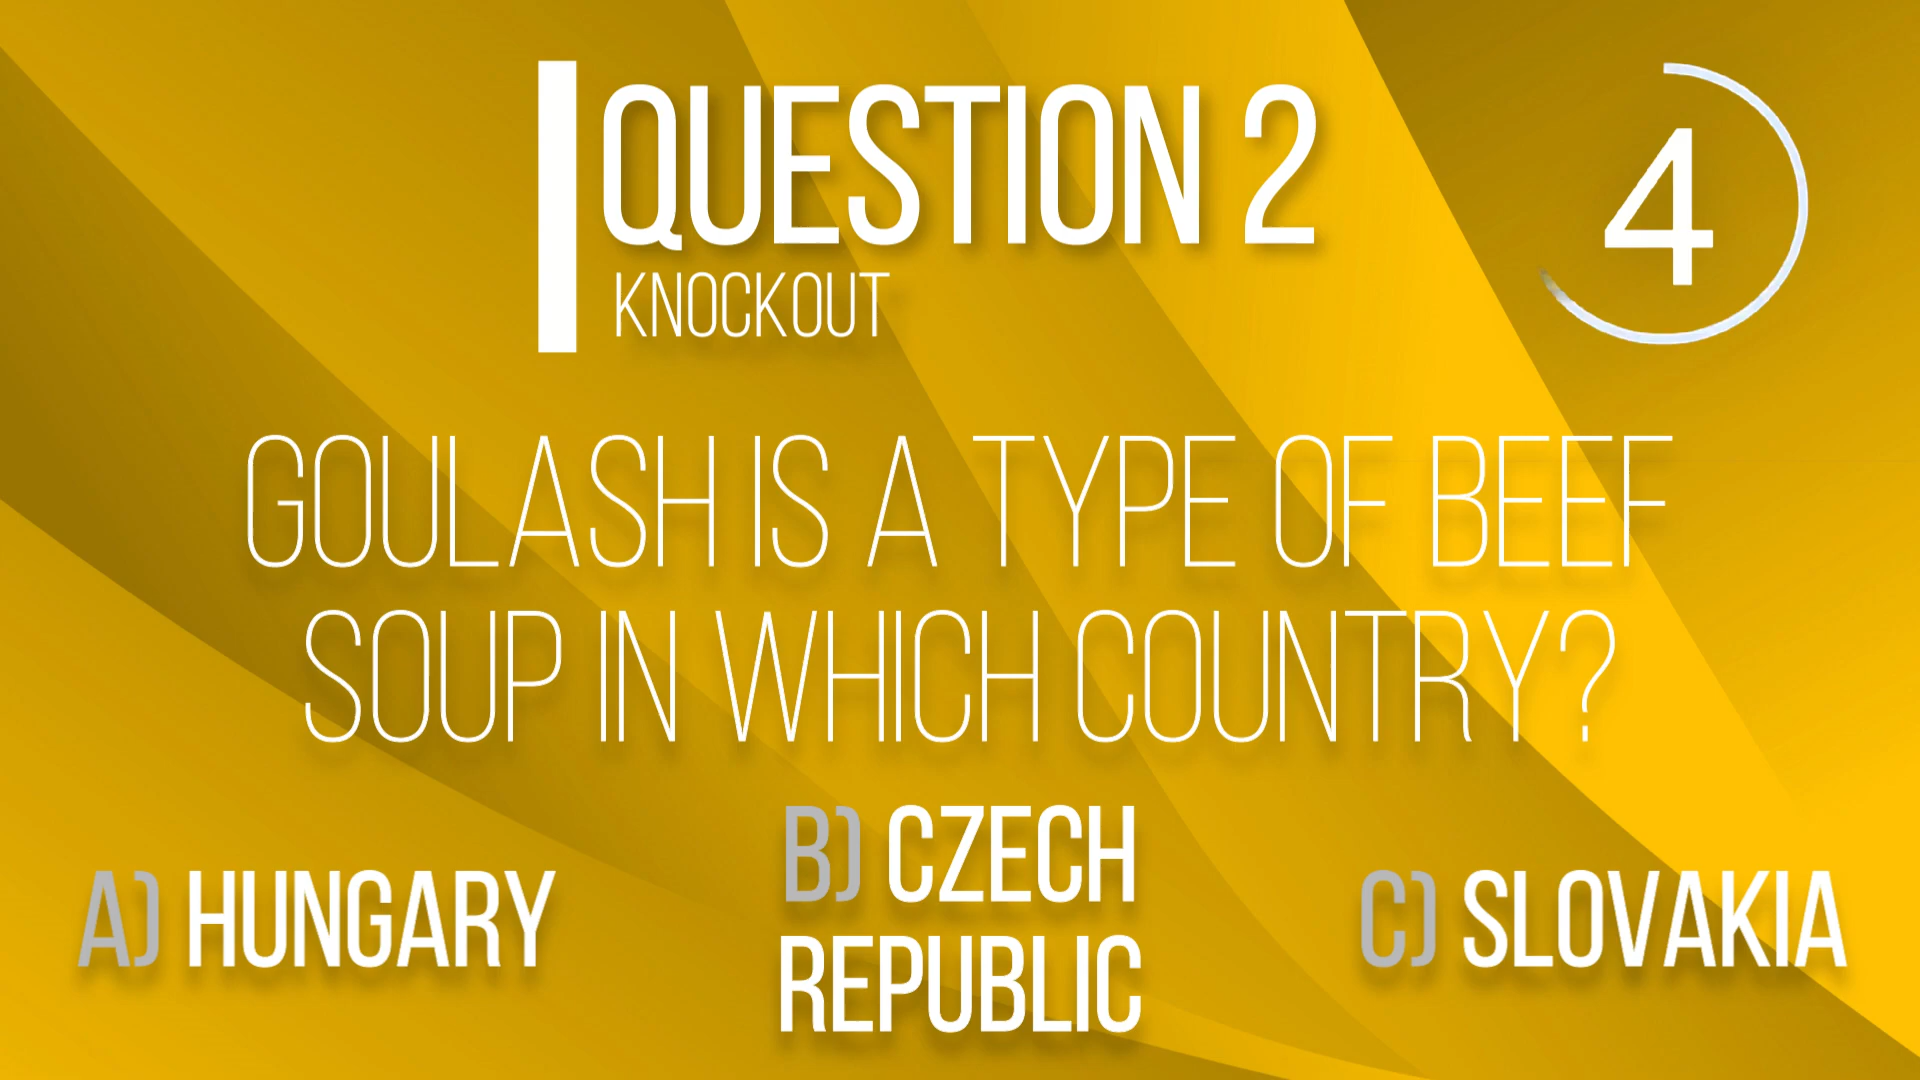 QUESTION 2
KNOCKOUT
4
GOULASH IS A TYPE OF BEEF
SOUP IN WHICH COUNTRY?
A) HUNGARY
B) CZECH
REPUBLIC
C) SLOVAKIA